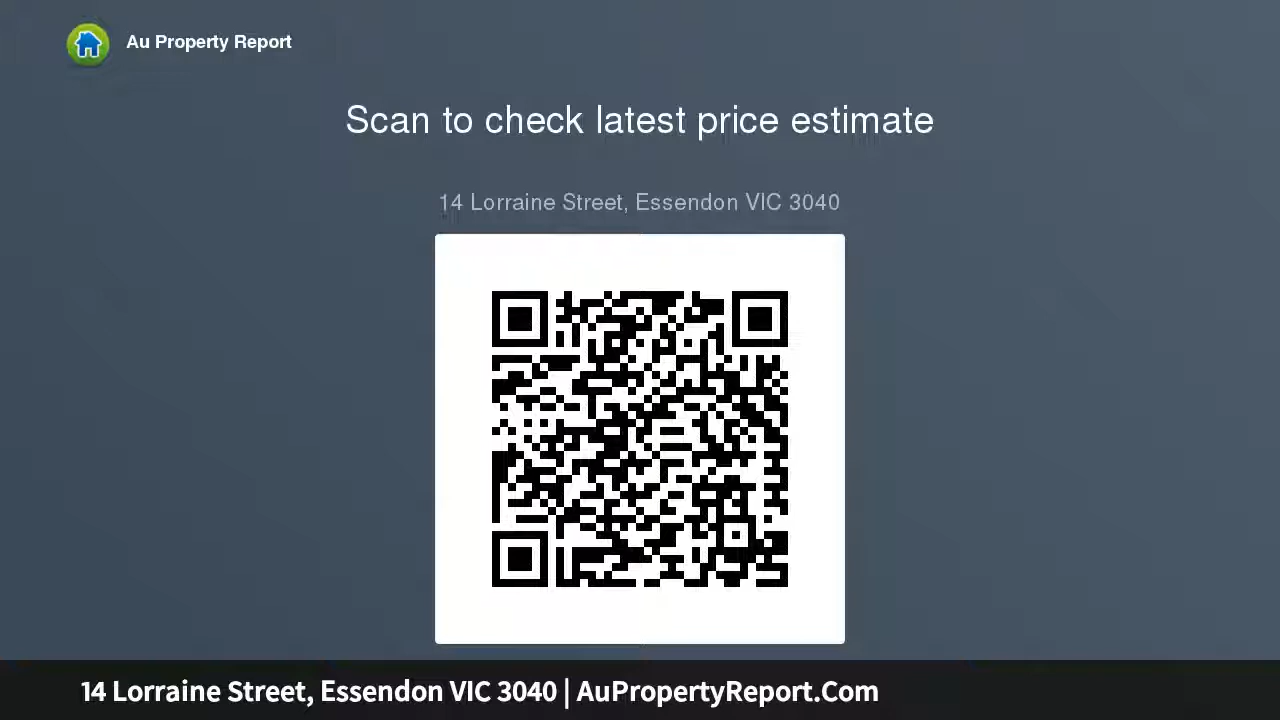 Au Property Report
Scan to check latest price estimate
14 Lorraine Street, Essendon VIC 3040
14 Lorraine Street, Essendon VIC 3040 | AuPropertyReport.Com